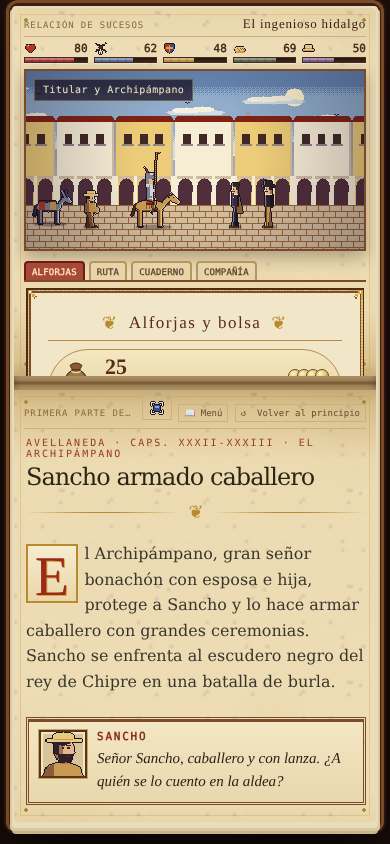 RELACIÓN DE SUCESOS
El ingenioso hidalgo
80 62 48 69 50
Titular y Archipámpano
ALFORJAS RUTA CUADERNO COMPAÑÍA
Alforjas y bolsa
25
PRIMERA PARTE DE…
Menú
↺ Volver al principio
AVELLANEDA · CAPS. XXXII-XXXIII · EL
ARCHIPÁMPANO
Sancho armado caballero
El Archipámpano, gran señor
bonachón con esposa e hija,
protege a Sancho y lo hace armar
caballero con grandes ceremonias.
Sancho se enfrenta al escudero negro del
rey de Chipre en una batalla de burla.
SANCHO
Señor Sancho, caballero y con lanza. ¿A
quién se lo cuento en la aldea?